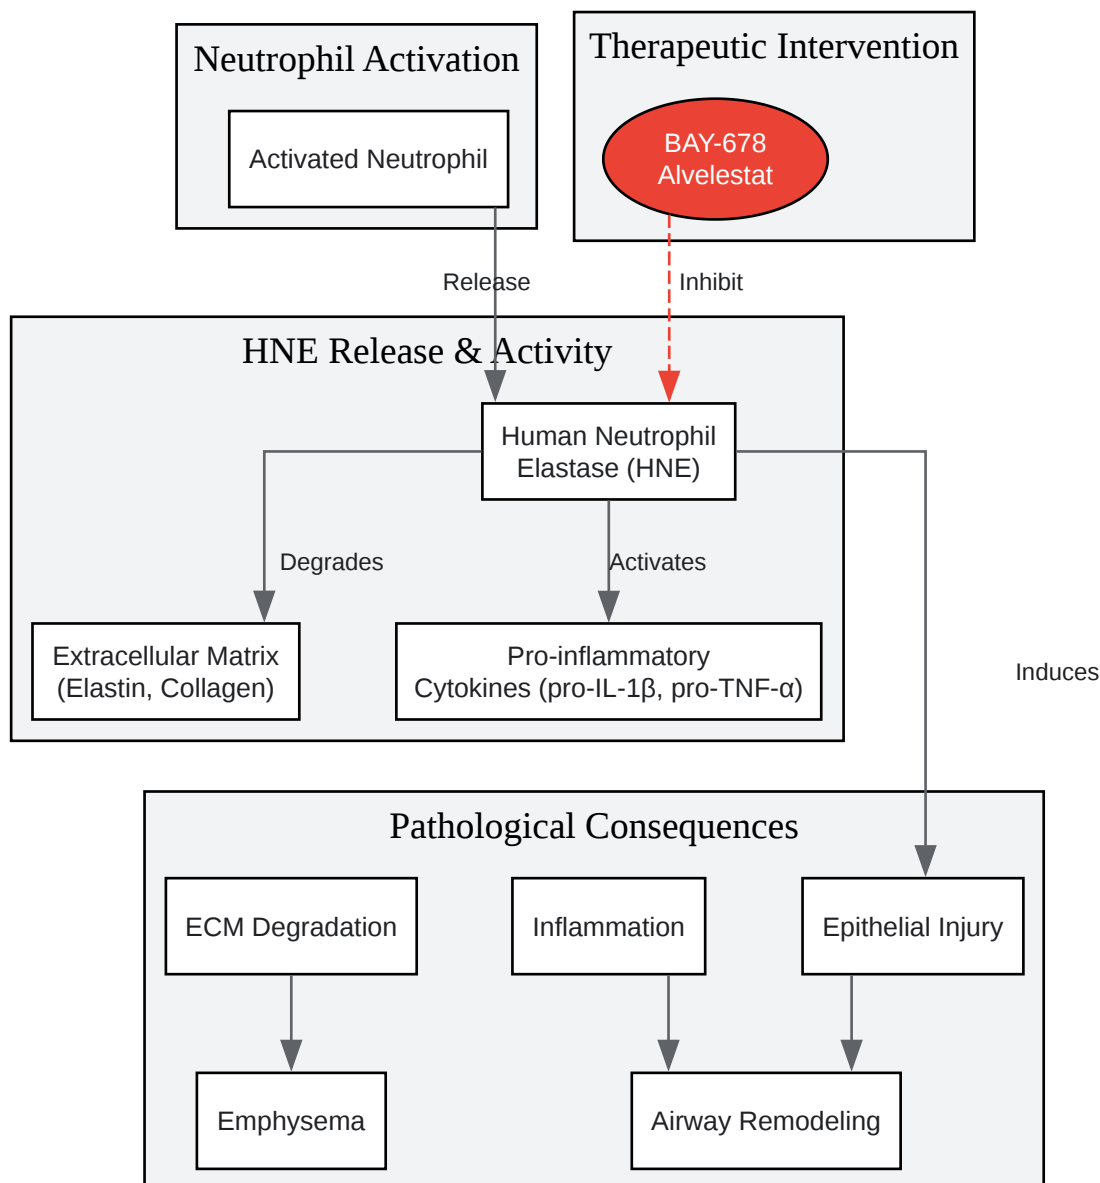 Neutrophil Activation
Therapeutic Intervention
Activated Neutrophil
BAY-678
Alvelestat
Release
Inhibit
HNE Release & Activity
Human Neutrophil
Elastase (HNE)
Degrades
Activates
Extracellular Matrix
(Elastin, Collagen)
Pro-inflammatory
Cytokines (pro-IL-1β, pro-TNF-α)
Induces
Pathological Consequences
ECM Degradation
Inflammation
Epithelial Injury
Emphysema
Airway Remodeling